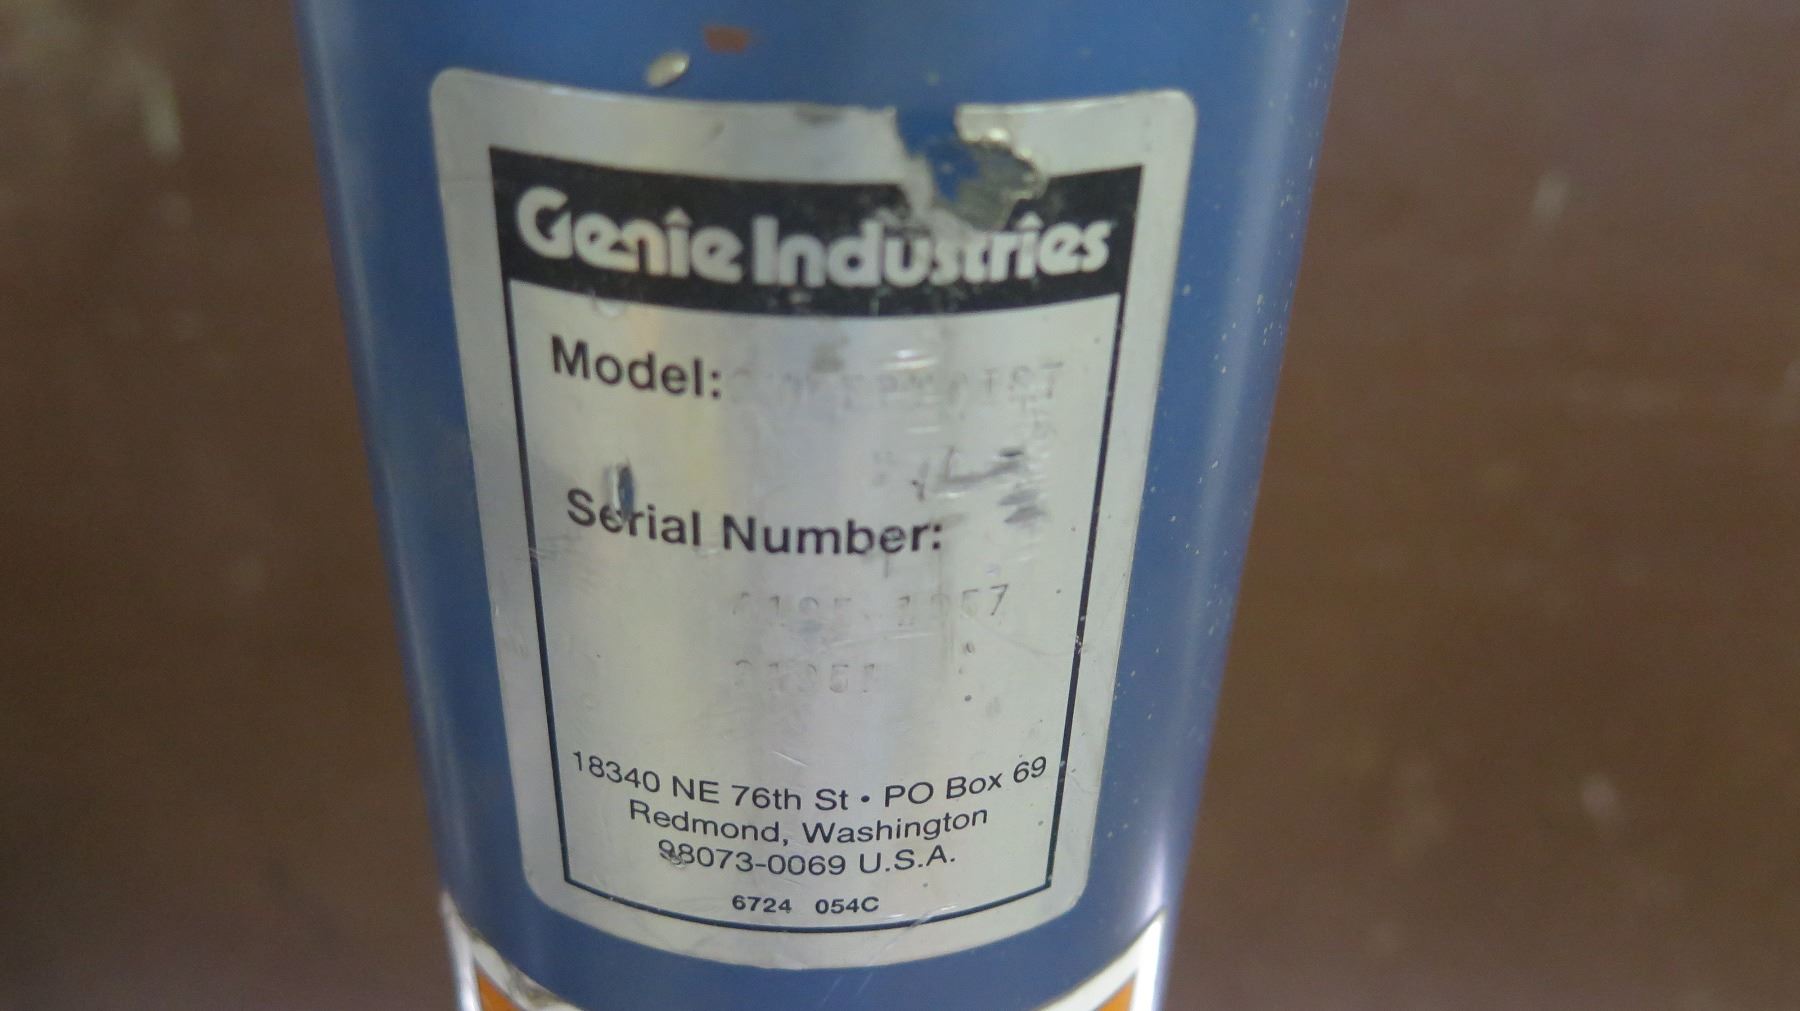 Genie Industries
Model:
Serial Number:
18340 NE 76th St • PO Box 69
Redmond, Washington
98073-0069 U.S.A.
6724 054C